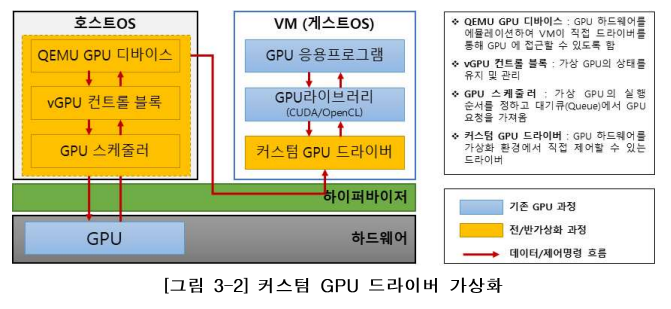 호스트OS
QEMU GPU 디바이스
vGPU 컨트롤 블록
GPU 스케줄러
VM (게스트OS)
GPU 응용프로그램
GPU라이브러리
(CUDA/OpenCL)
커스텀 GPU 드라이버
하이퍼바이저
GPU
하드웨어
❖ QEMU GPU 디바이스 : GPU 하드웨어를
에뮬레이션하여 VM이 직접 드라이버를
통해 GPU 에 접근할 수 있도록 함
❖ vGPU 컨트롤 블록 : 가상 GPU의 상태를
유지 및 관리
❖ GPU 스케줄러 : 가상 GPU의 실행
순서를 정하고 대기큐(Queue)에서 GPU
요청을 가져옴
❖ 커스텀 GPU 드라이버 : GPU 하드웨어를
가상화 환경에서 직접 제어할 수 있는
드라이버
기존 GPU 과정
전/반가상화 과정
데이터/제어명령 흐름
[그림 3-2] 커스텀 GPU 드라이버 가상화